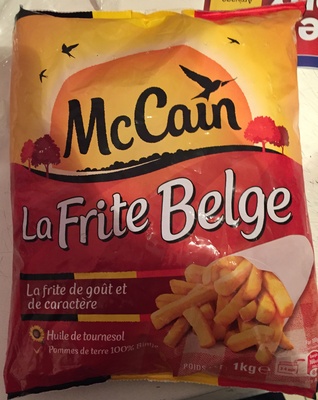 McCain
La Frite Belge
La frite de goût et
de caractère
Huile de tournesol
Pommes de terre 100%
POIDS
1kg e